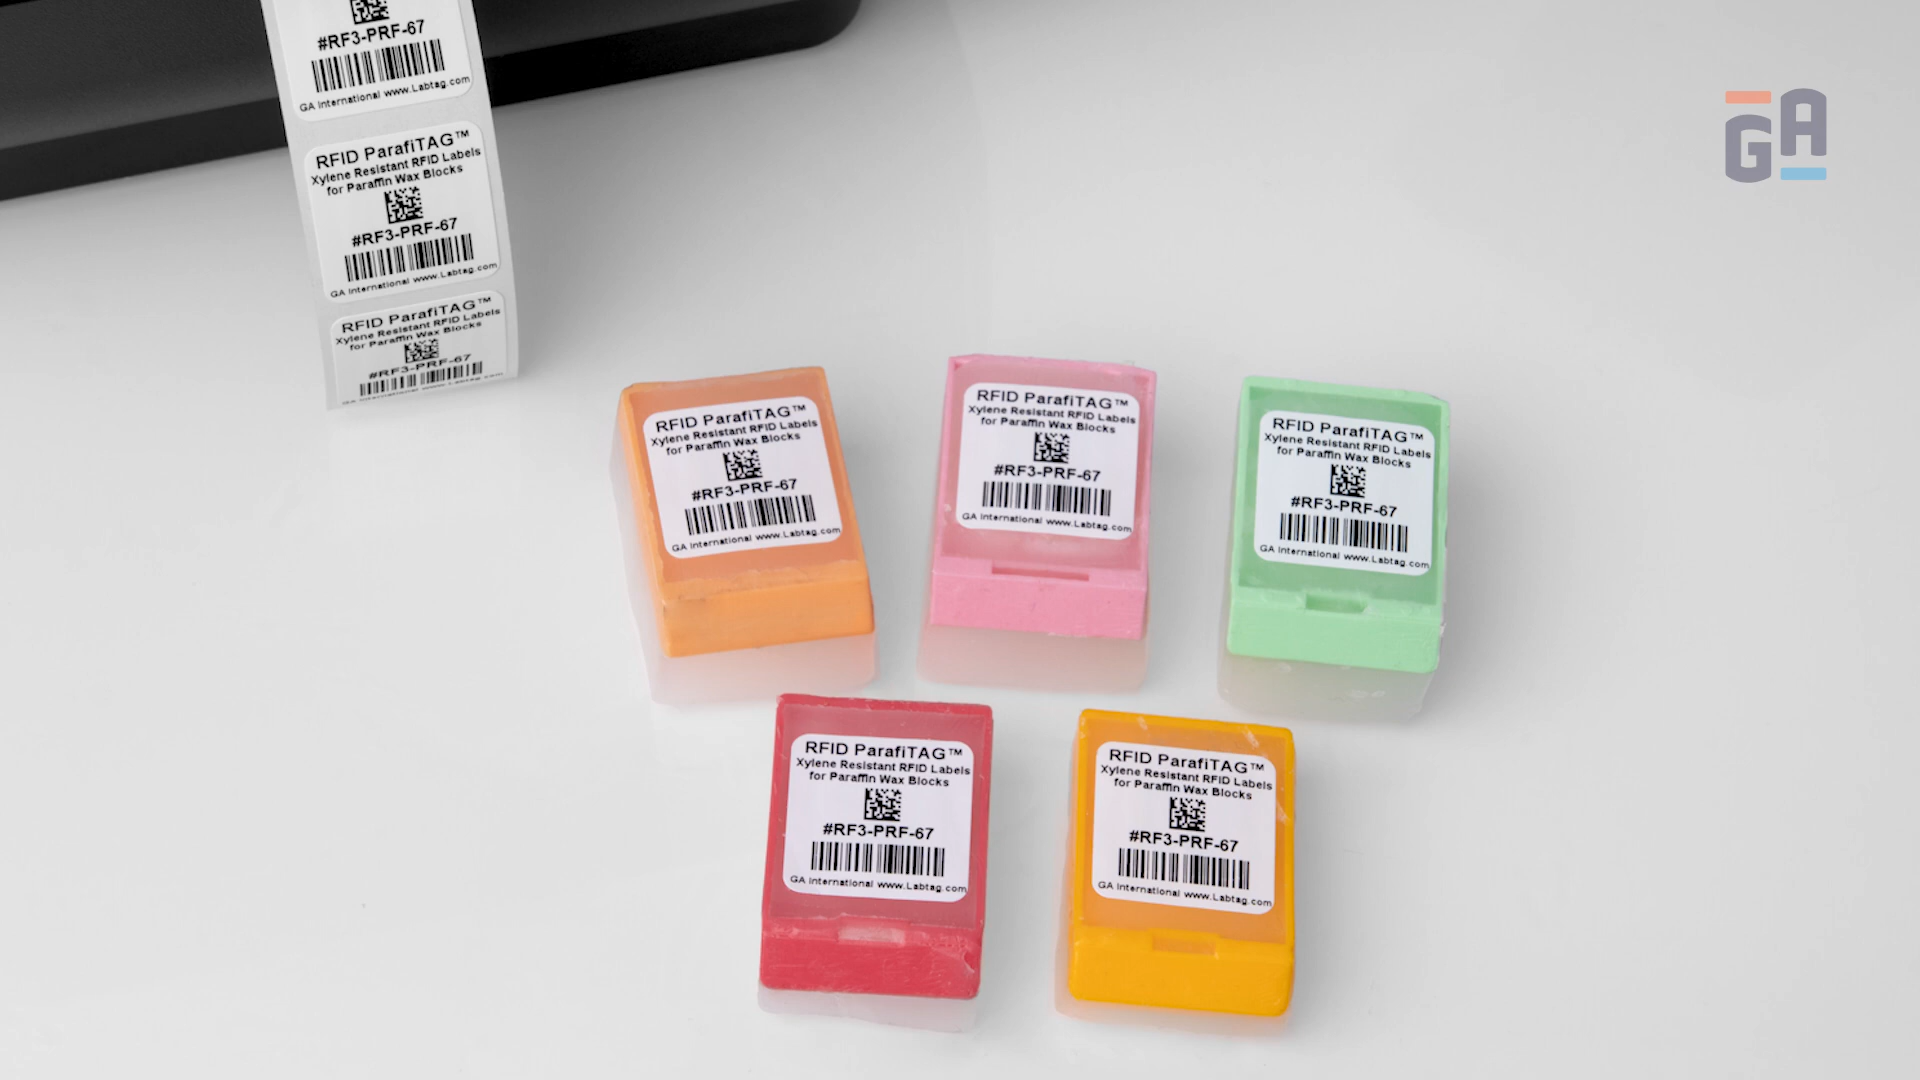 #RF3-PRF-67
GA International www.Labtag.com
RFID ParafiTAG™
Xylene Resistant RFID Labels
for Paraffin Wax Blocks
#RF3-PRF-67
GA International www.Labtag.com
RFID ParafiTAG™
Xylene Resistant RFID Labels
for Paraffin Wax Blocks
#RF3-PRF-67
GA International www.Labtag.com
GA
RFID ParafiTAG™
Xylene Resistant RFID Labels
for Paraffin Wax Blocks
#RF3-PRF-67
GA International www.Labtag.com
RFID ParafiTAG™
Xylene Resistant RFID Labels
for Paraffin Wax Blocks
#RF3-PRF-67
GA International www.Labtag.com
RFID ParafiTAG™
Xylene Resistant RFID Labels
for Paraffin Wax Blocks
#RF3-PRF-67
GA International www.Labtag.com
RFID ParafiTAG™
Xylene Resistant RFID Labels
for Paraffin Wax Blocks
#RF3-PRF-67
GA International www.Labtag.com
RFID ParafiTAG™
Xylene Resistant RFID Labels
for Paraffin Wax Blocks
#RF3-PRF-67
GA International www.Labtag.com